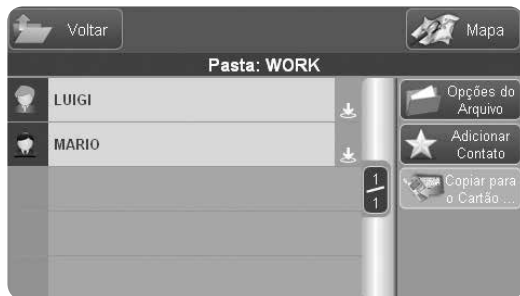 Voltar
Mapa
Pasta: WORK
LUIGI
MARIO
1
1
Opções do
Arquivo
Adicionar
Contato
Copiar para
o Cartão ...